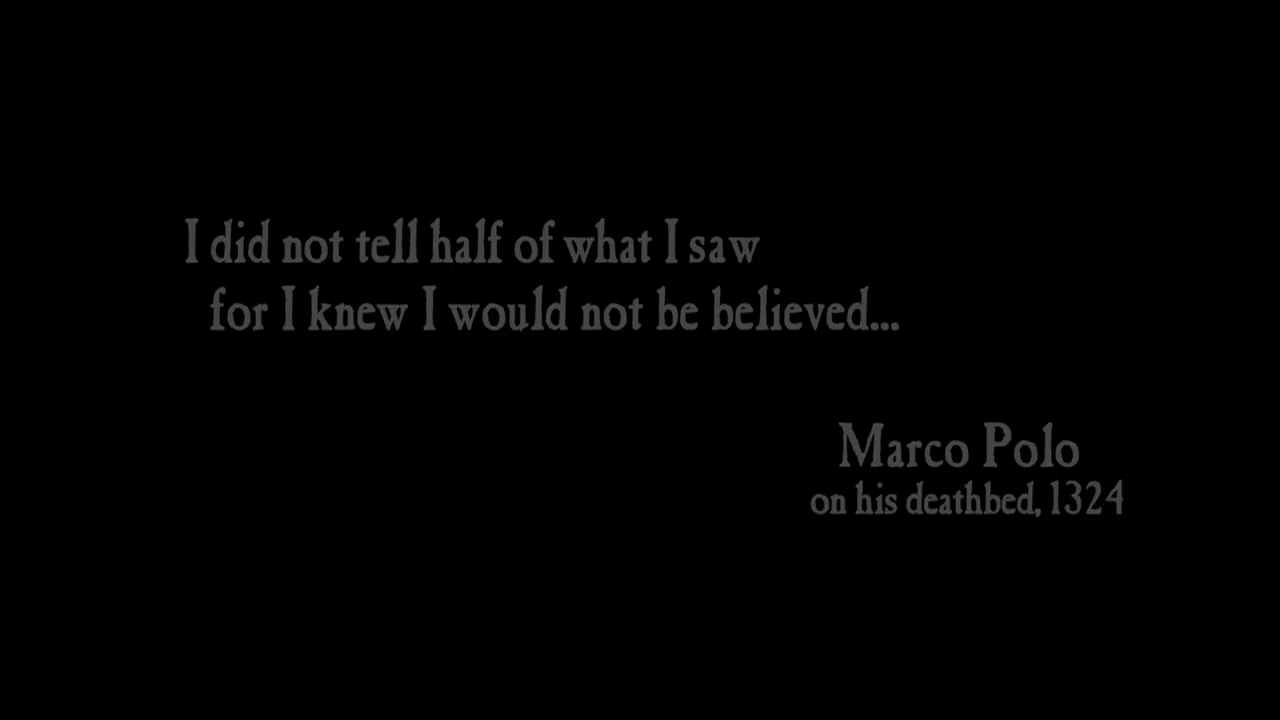 I did not tell half of what I saw
for I knew I would not be believed...
Marco Polo
on his deathbed, 1324